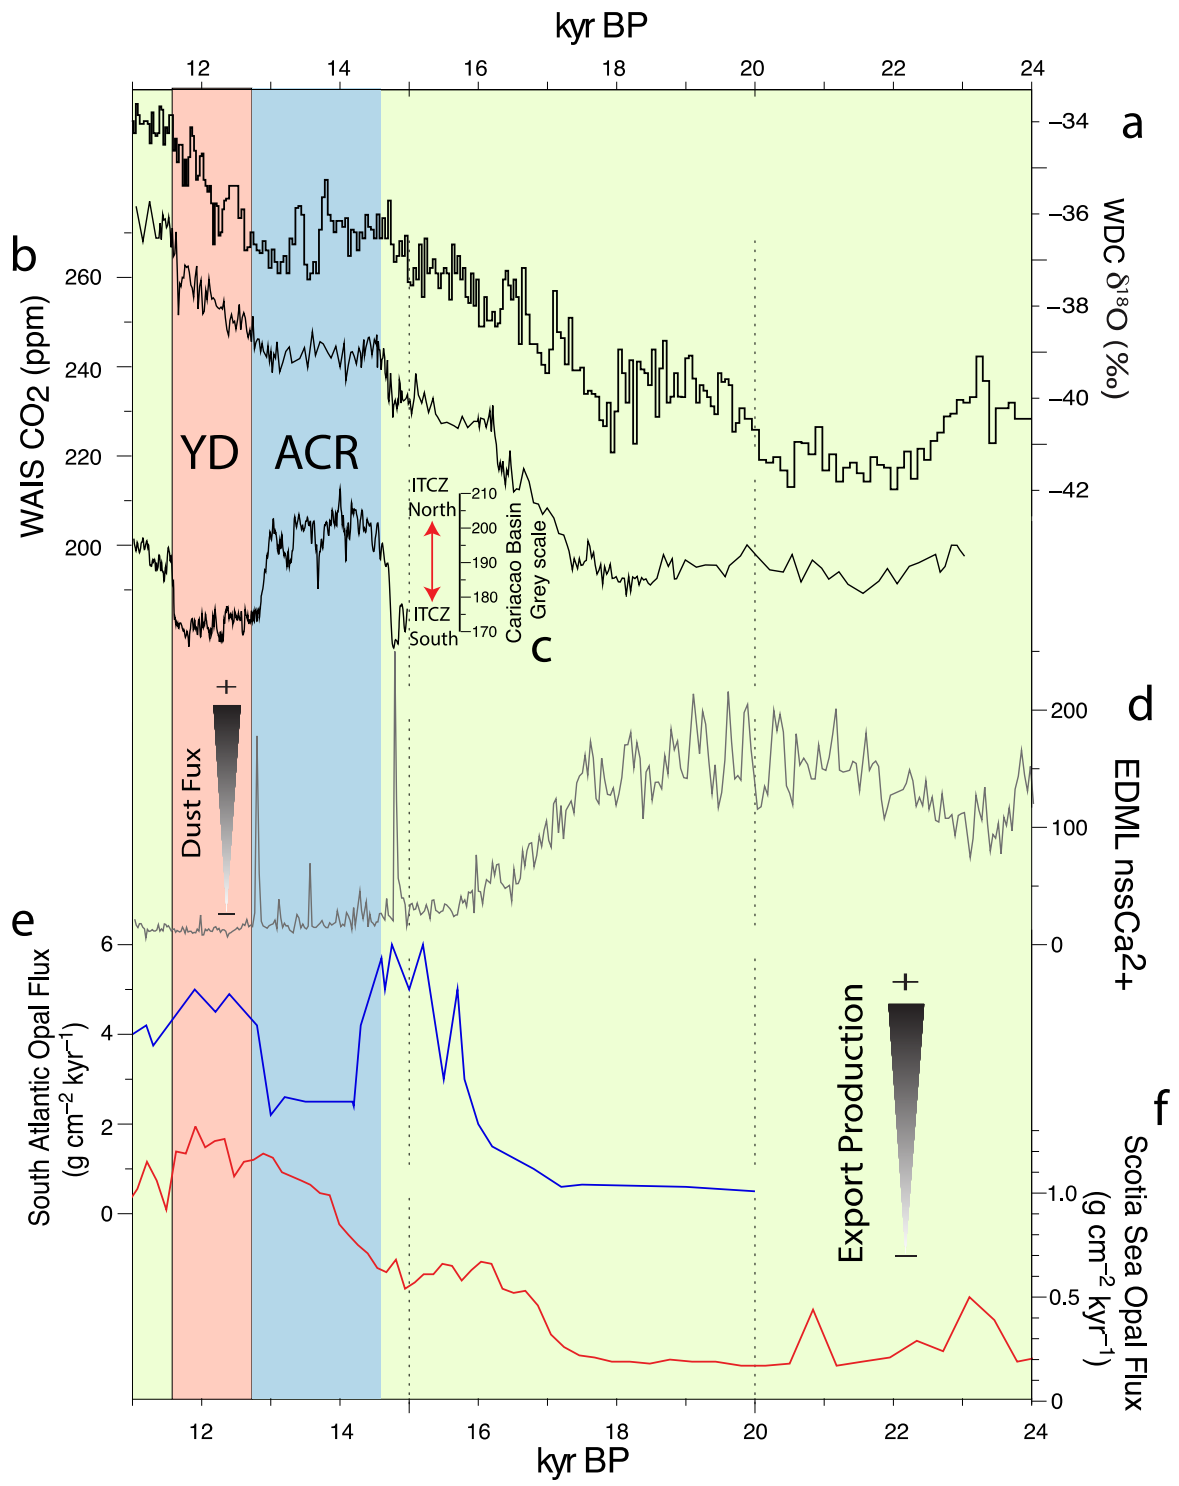 kyr BP
12 14 16 18 20 22 24
a
−34
−36
−38
−40
−42
WDC δ18O (‰)
b
260
240
220
200
WAIS CO2 (ppm)
YD
ACR
ITCZ
North
ITCZ
South
210
200
190
180
170
Cariacao Basin
Grey scale
c
d
200
100
0
EDML nssCa2+
+
Dust Fux
−
e
6
4
2
0
South Atlantic Opal Flux
(g cm−2 kyr−1)
+
Export Production
−
f
1.0
0.5
0
Scotia Sea Opal Flux
(g cm−2 kyr−1)
12 14 16 18 20 22 24
kyr BP